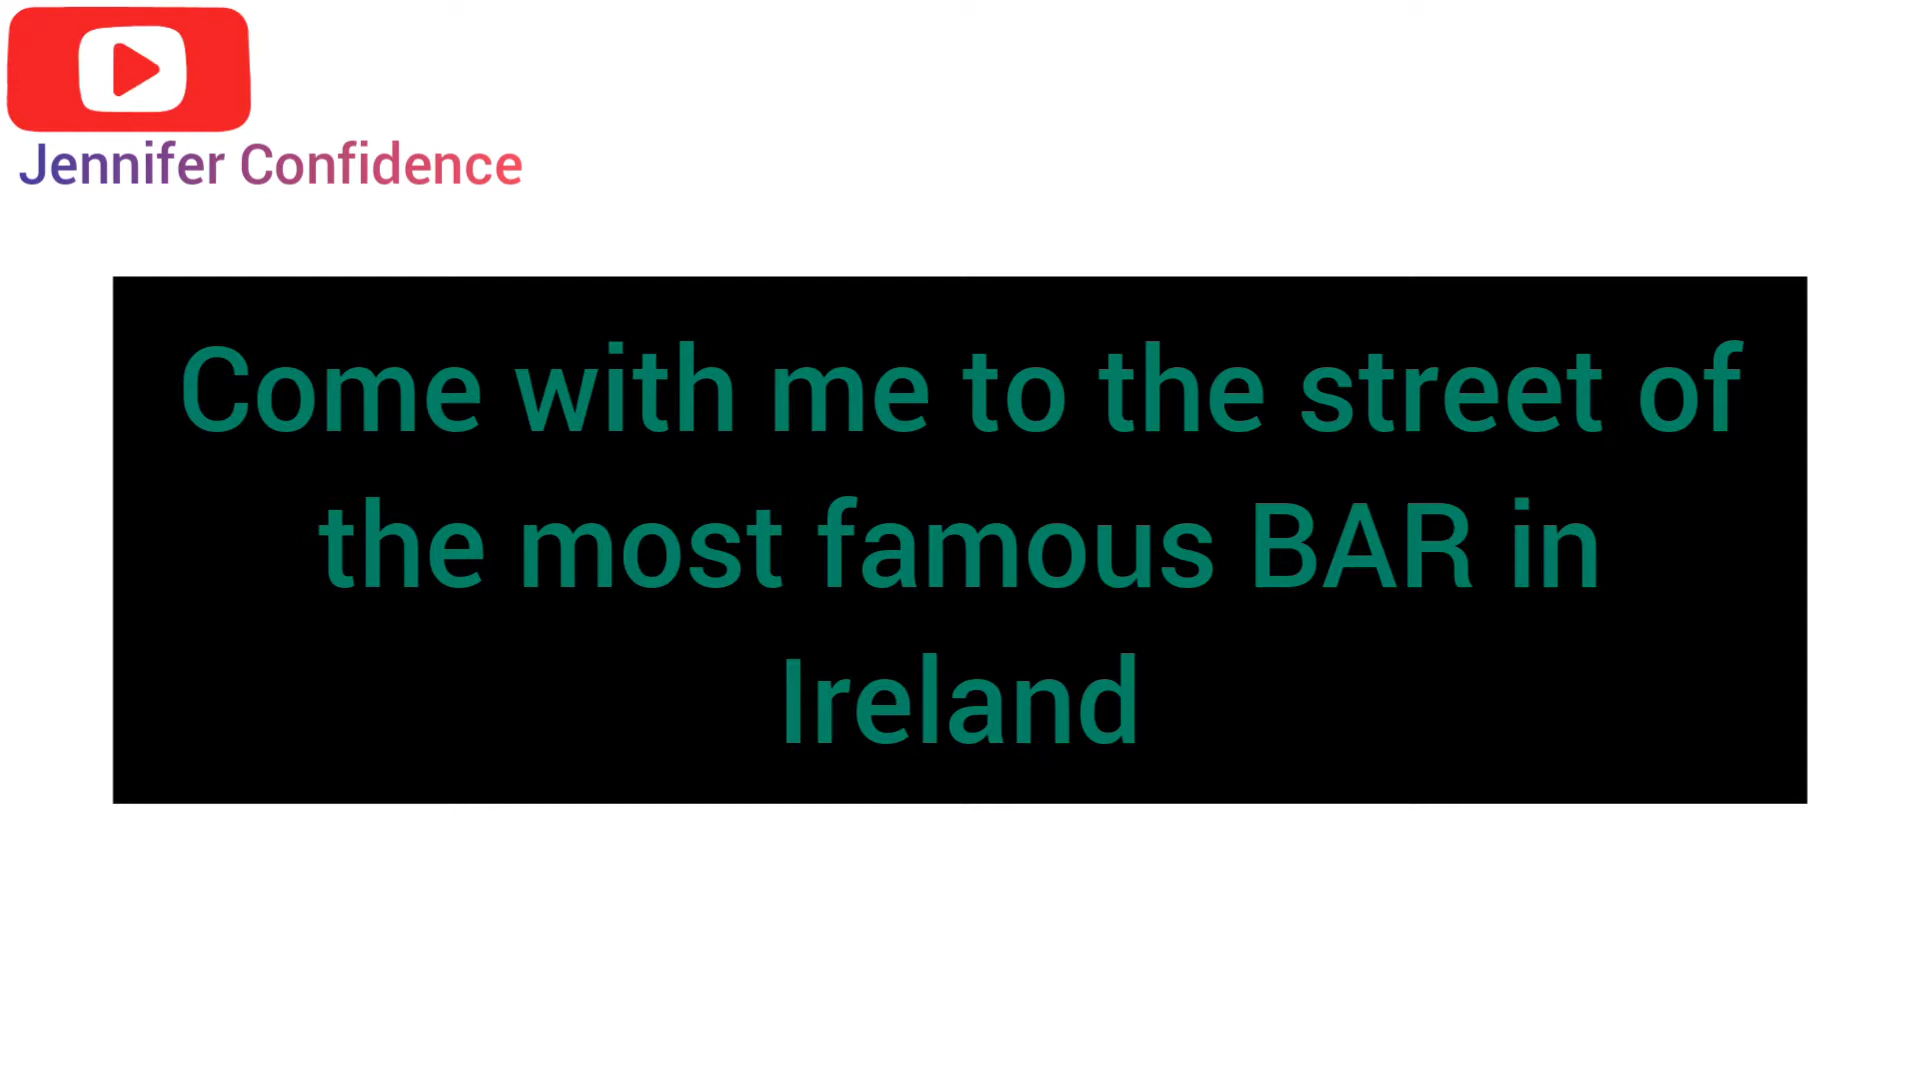 Jennifer Confidence
Come with me to the street of
the most famous BAR in
Ireland